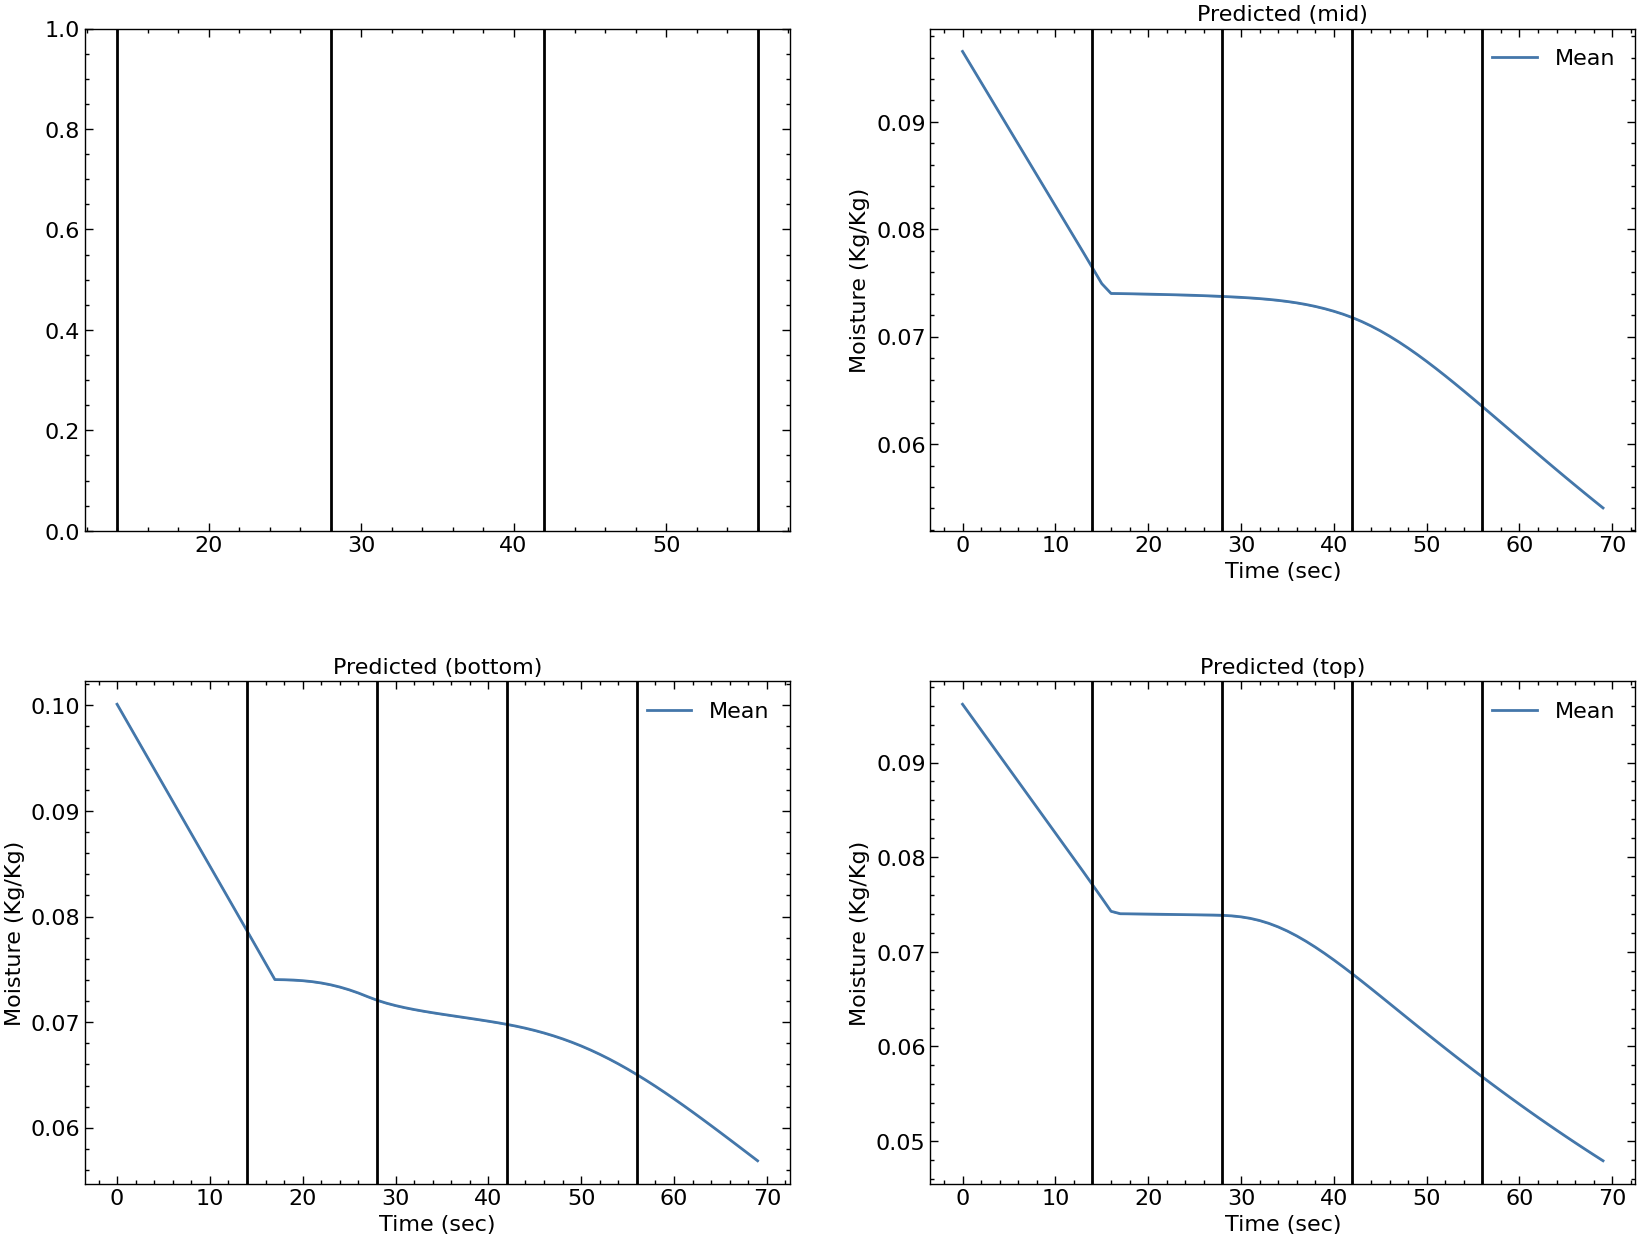 1.0
0.8
0.6
0.4
0.2
0.0
20 30 40 50
Predicted (mid)
Mean
Moisture (Kg/Kg)
0.09
0.08
0.07
0.06
0 10 20 30 40 50 60 70
Time (sec)
Predicted (bottom)
Mean
Moisture (Kg/Kg)
0.10
0.09
0.08
0.07
0.06
0 10 20 30 40 50 60 70
Time (sec)
Predicted (top)
Mean
Moisture (Kg/Kg)
0.09
0.08
0.07
0.06
0.05
0 10 20 30 40 50 60 70
Time (sec)